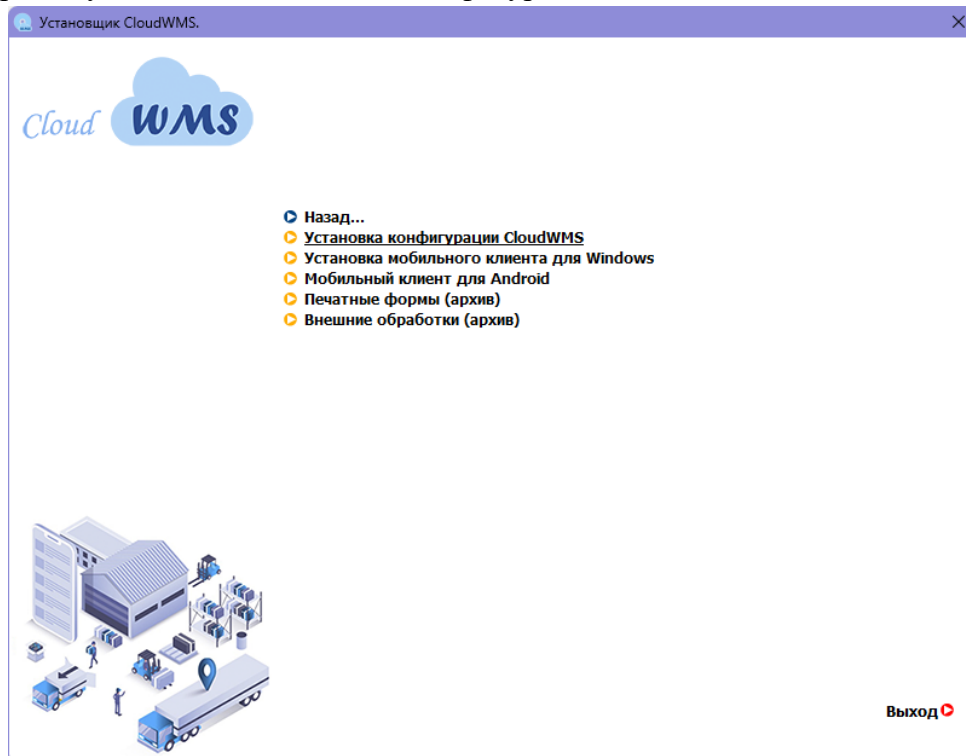 Установщик CloudWMS.
Cloud WMS
Назад...
Установка конфигурации CloudWMS
Установка мобильного клиента для Windows
Мобильный клиент для Android
Печатные формы (архив)
Внешние обработки (архив)
Выход